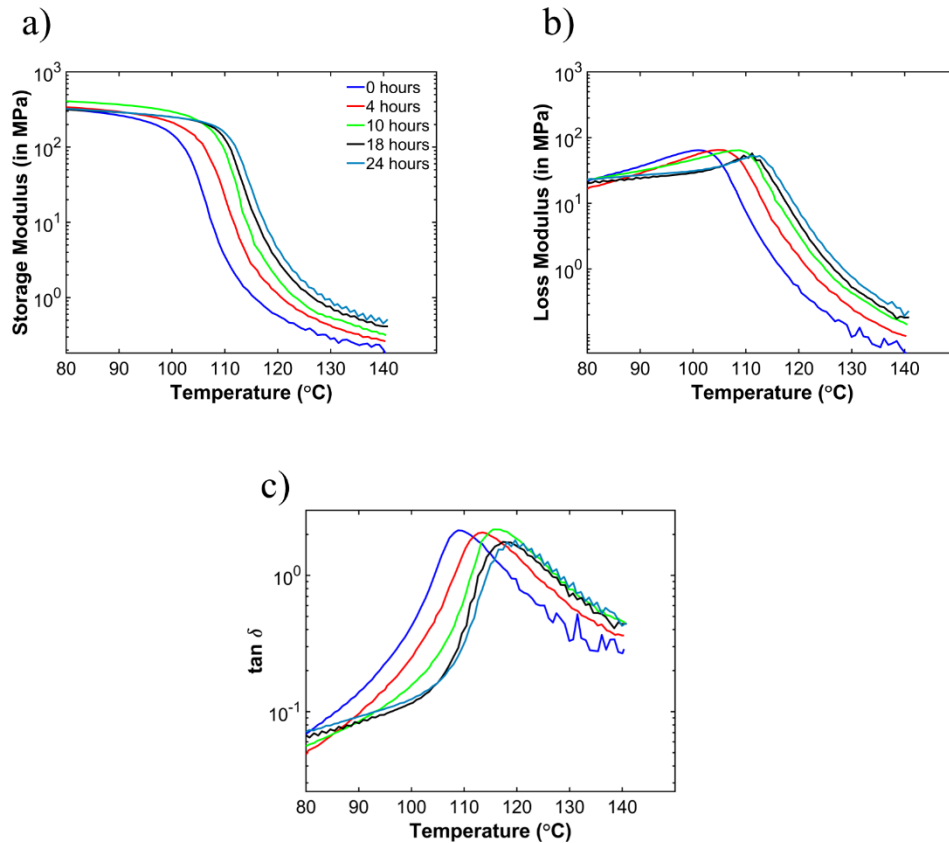 a)
Storage Modulus (in MPa)
10³
10²
10¹
10⁰
80 90 100 110 120 130 140
Temperature (°C)
0 hours
4 hours
10 hours
18 hours
24 hours
b)
Loss Modulus (in MPa)
10³
10²
10¹
10⁰
80 90 100 110 120 130 140
Temperature (°C)
c)
tan δ
10⁰
10⁻¹
80 90 100 110 120 130 140
Temperature (°C)